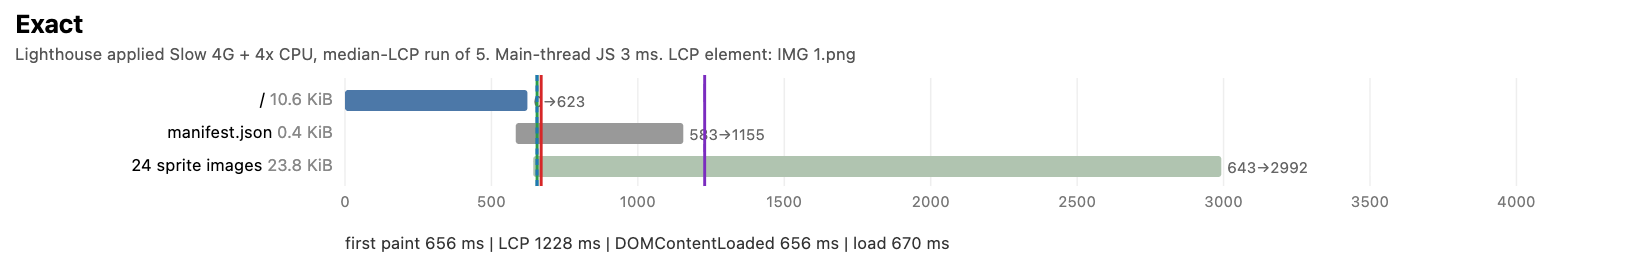 Exact
Lighthouse applied Slow 4G + 4x CPU, median-LCP run of 5. Main-thread JS 3 ms. LCP element: IMG 1.png
/ 10.6 KiB 0→623
manifest.json 0.4 KiB 583→1155
24 sprite images 23.8 KiB 643→2992
0 500 1000 1500 2000 2500 3000 3500 4000
first paint 656 ms | LCP 1228 ms | DOMContentLoaded 656 ms | load 670 ms